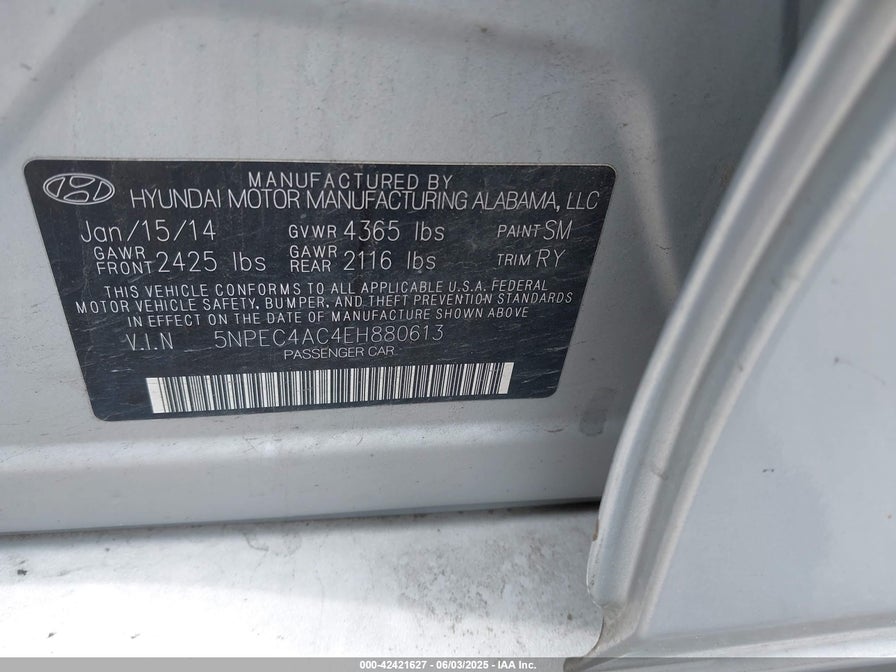 MANUFACTURED BY
HYUNDAI MOTOR MANUFACTURING ALABAMA, LLC
Jan/15/14 GVWR 4365 lbs PAINT SM
GAWR FRONT 2425 lbs GAWR REAR 2116 lbs TRIM RY
THIS VEHICLE CONFORMS TO ALL APPLICABLE U.S.A. FEDERAL
MOTOR VEHICLE SAFETY, BUMPER, AND THEFT PREVENTION STANDARDS
IN EFFECT ON THE DATE OF MANUFACTURE SHOWN ABOVE
V.I.N 5NPEC4AC4EH880613
PASSENGER CAR
000-42421627 - 06/03/2025 - IAA Inc.